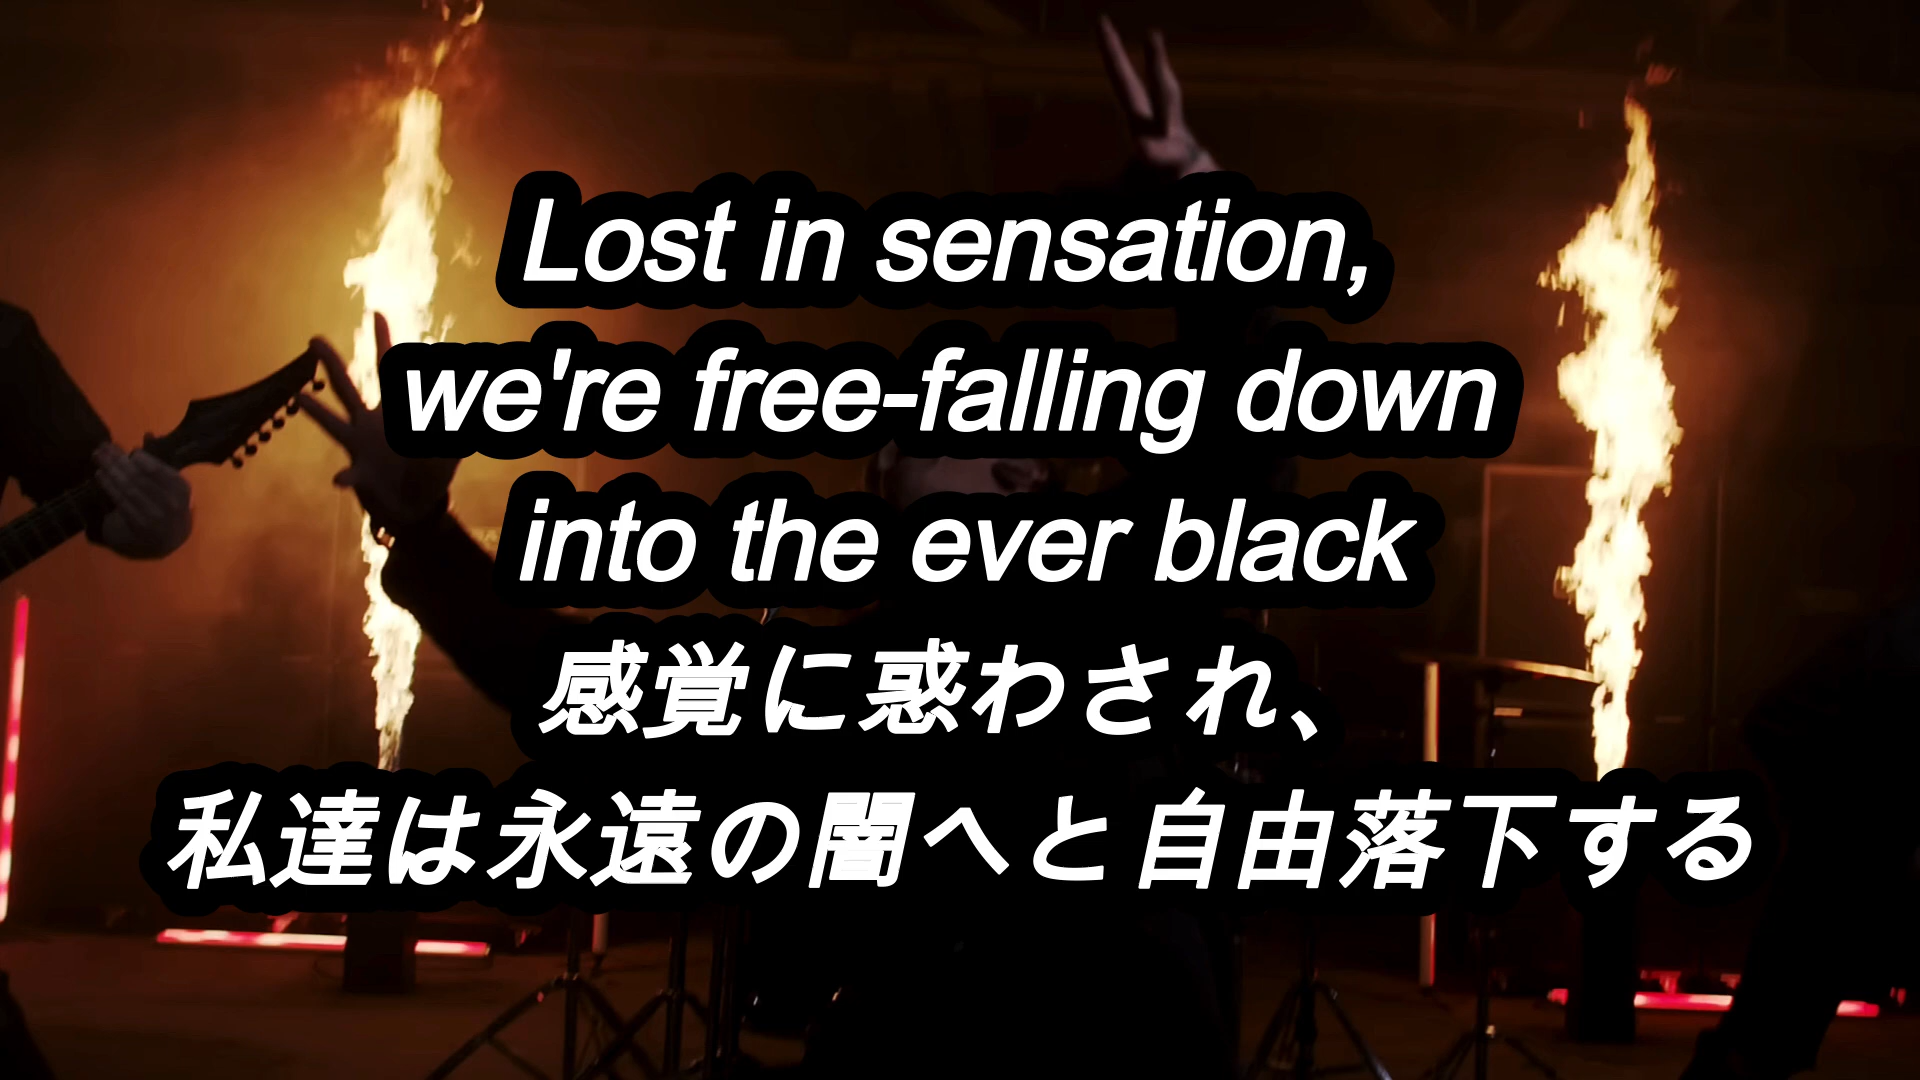 Lost in sensation,
we're free-falling down
into the ever black
感覚に惑わされ、
私達は永遠の闇へと自由落下する